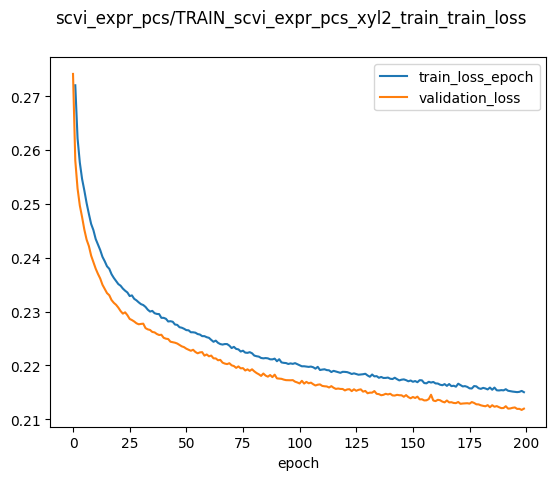 scvi_expr_pcs/TRAIN_scvi_expr_pcs_xyl2_train_train_loss
train_loss_epoch
validation_loss
0.27
0.26
0.25
0.24
0.23
0.22
0.21
0 25 50 75 100 125 150 175 200
epoch